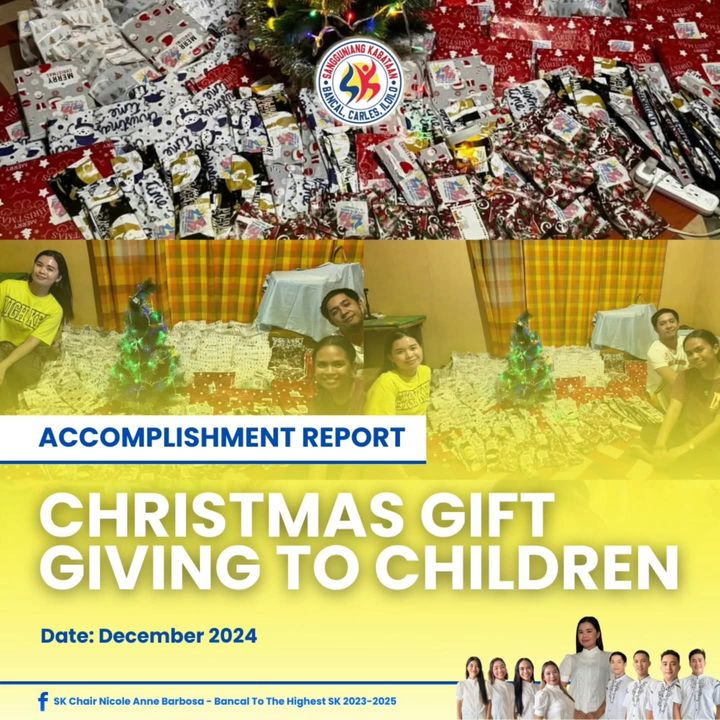 SANGGUNIANG KABATAAN
BANCAL, CARLES, ILOILO
ACCOMPLISHMENT REPORT
CHRISTMAS GIFT
GIVING TO CHILDREN
Date: December 2024
f SK Chair Nicole Anne Barbosa - Bancal To The Highest SK 2023-2025